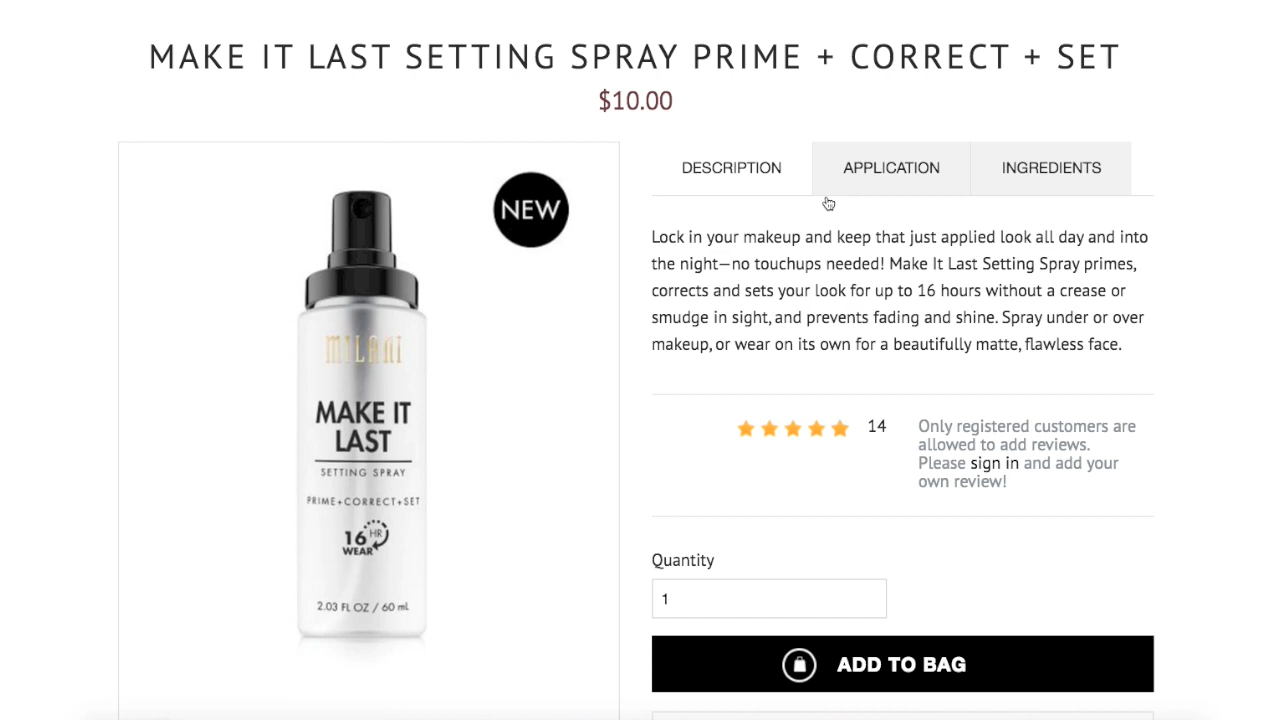 MAKE IT LAST SETTING SPRAY PRIME + CORRECT + SET
$10.00
NEW
MILANI
MAKE IT
LAST
SETTING SPRAY
PRIME+CORRECT+SET
16 HR
WEAR
2.03 FL OZ / 60 mL
DESCRIPTION
APPLICATION
INGREDIENTS
Lock in your makeup and keep that just applied look all day and into
the night—no touchups needed! Make It Last Setting Spray primes,
corrects and sets your look for up to 16 hours without a crease or
smudge in sight, and prevents fading and shine. Spray under or over
makeup, or wear on its own for a beautifully matte, flawless face.
14
Only registered customers are
allowed to add reviews.
Please sign in and add your
own review!
Quantity
1
ADD TO BAG